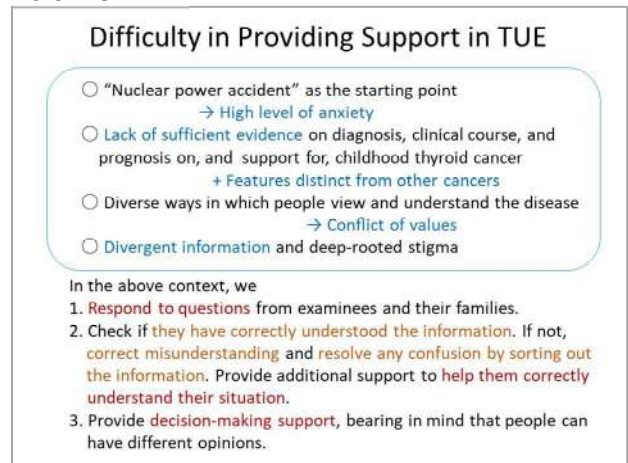 Difficulty in Providing Support in TUE
○ “Nuclear power accident” as the starting point
→ High level of anxiety
○ Lack of sufficient evidence on diagnosis, clinical course, and
prognosis on, and support for, childhood thyroid cancer
+ Features distinct from other cancers
○ Diverse ways in which people view and understand the disease
→ Conflict of values
○ Divergent information and deep-rooted stigma
In the above context, we
1. Respond to questions from examinees and their families.
2. Check if they have correctly understood the information. If not,
correct misunderstanding and resolve any confusion by sorting out
the information. Provide additional support to help them correctly
understand their situation.
3. Provide decision-making support, bearing in mind that people can
have different opinions.